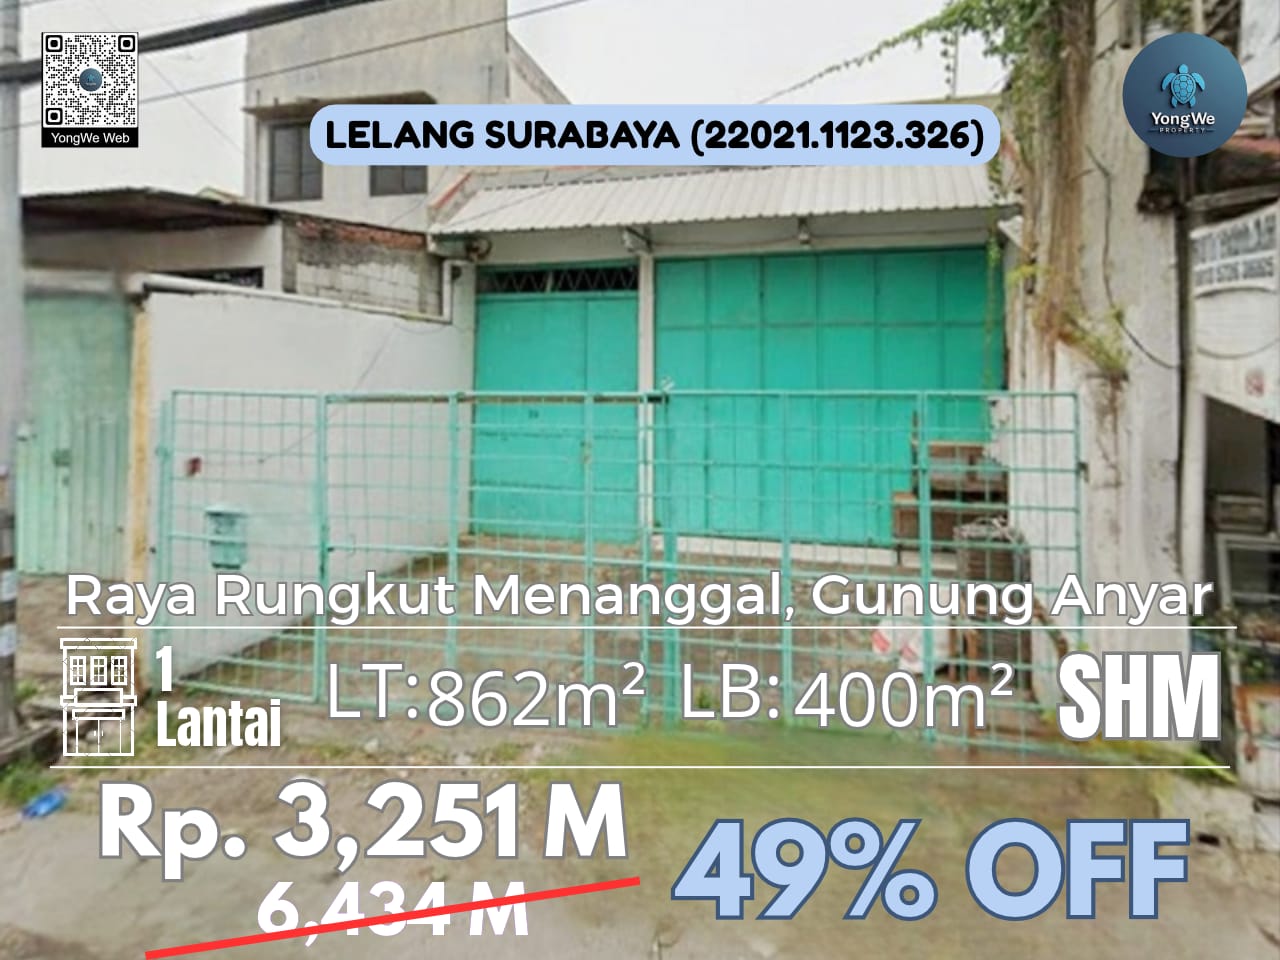 YongWe Web
LELANG SURABAYA (22021.1123.326)
YongWe
PROPERTY
Raya Rungkut Menanggal, Gunung Anyar
1
Lantai
LT: 862m² LB: 400m² SHM
Rp. 3,251 M
6,434 M
49% OFF